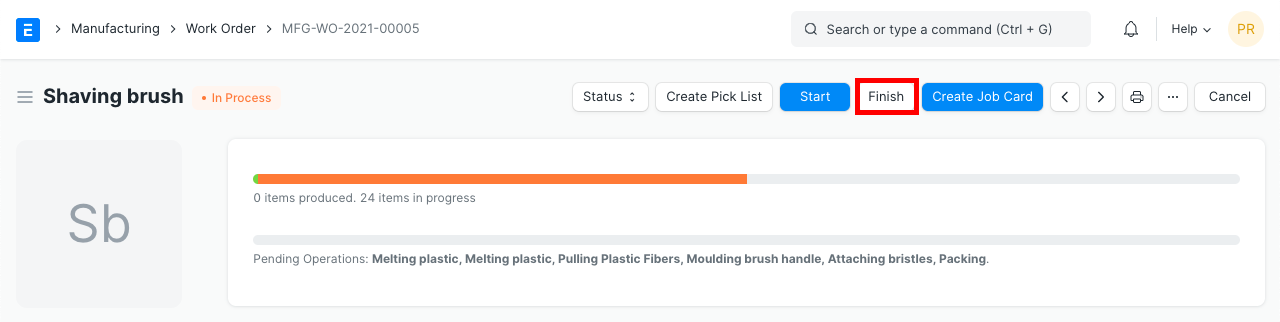 E > Manufacturing > Work Order > MFG-WO-2021-00005 Search or type a command (Ctrl + G) Help PR
Shaving brush • In Process Status Create Pick List Start Finish Create Job Card < > ... Cancel
Sb
0 items produced. 24 items in progress
Pending Operations: Melting plastic, Melting plastic, Pulling Plastic Fibers, Moulding brush handle, Attaching bristles, Packing.